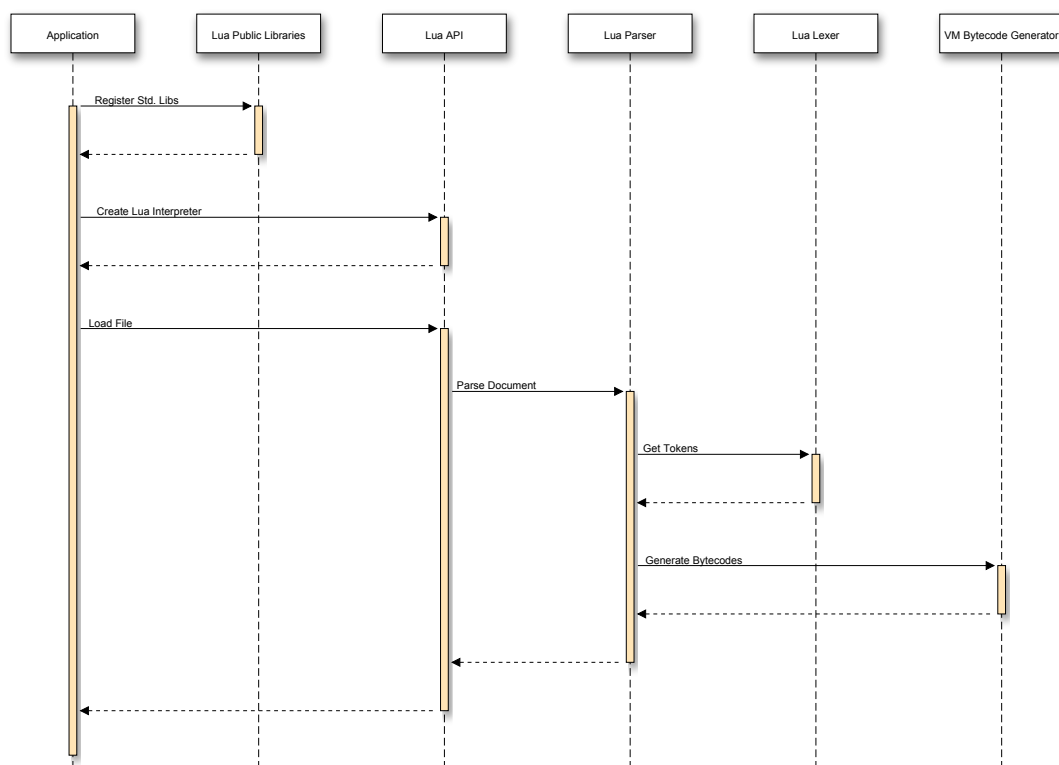 Application
Lua Public Libraries
Lua API
Lua Parser
Lua Lexer
VM Bytecode Generator
Register Std. Libs
Create Lua Interpreter
Load File
Parse Document
Get Tokens
Generate Bytecodes